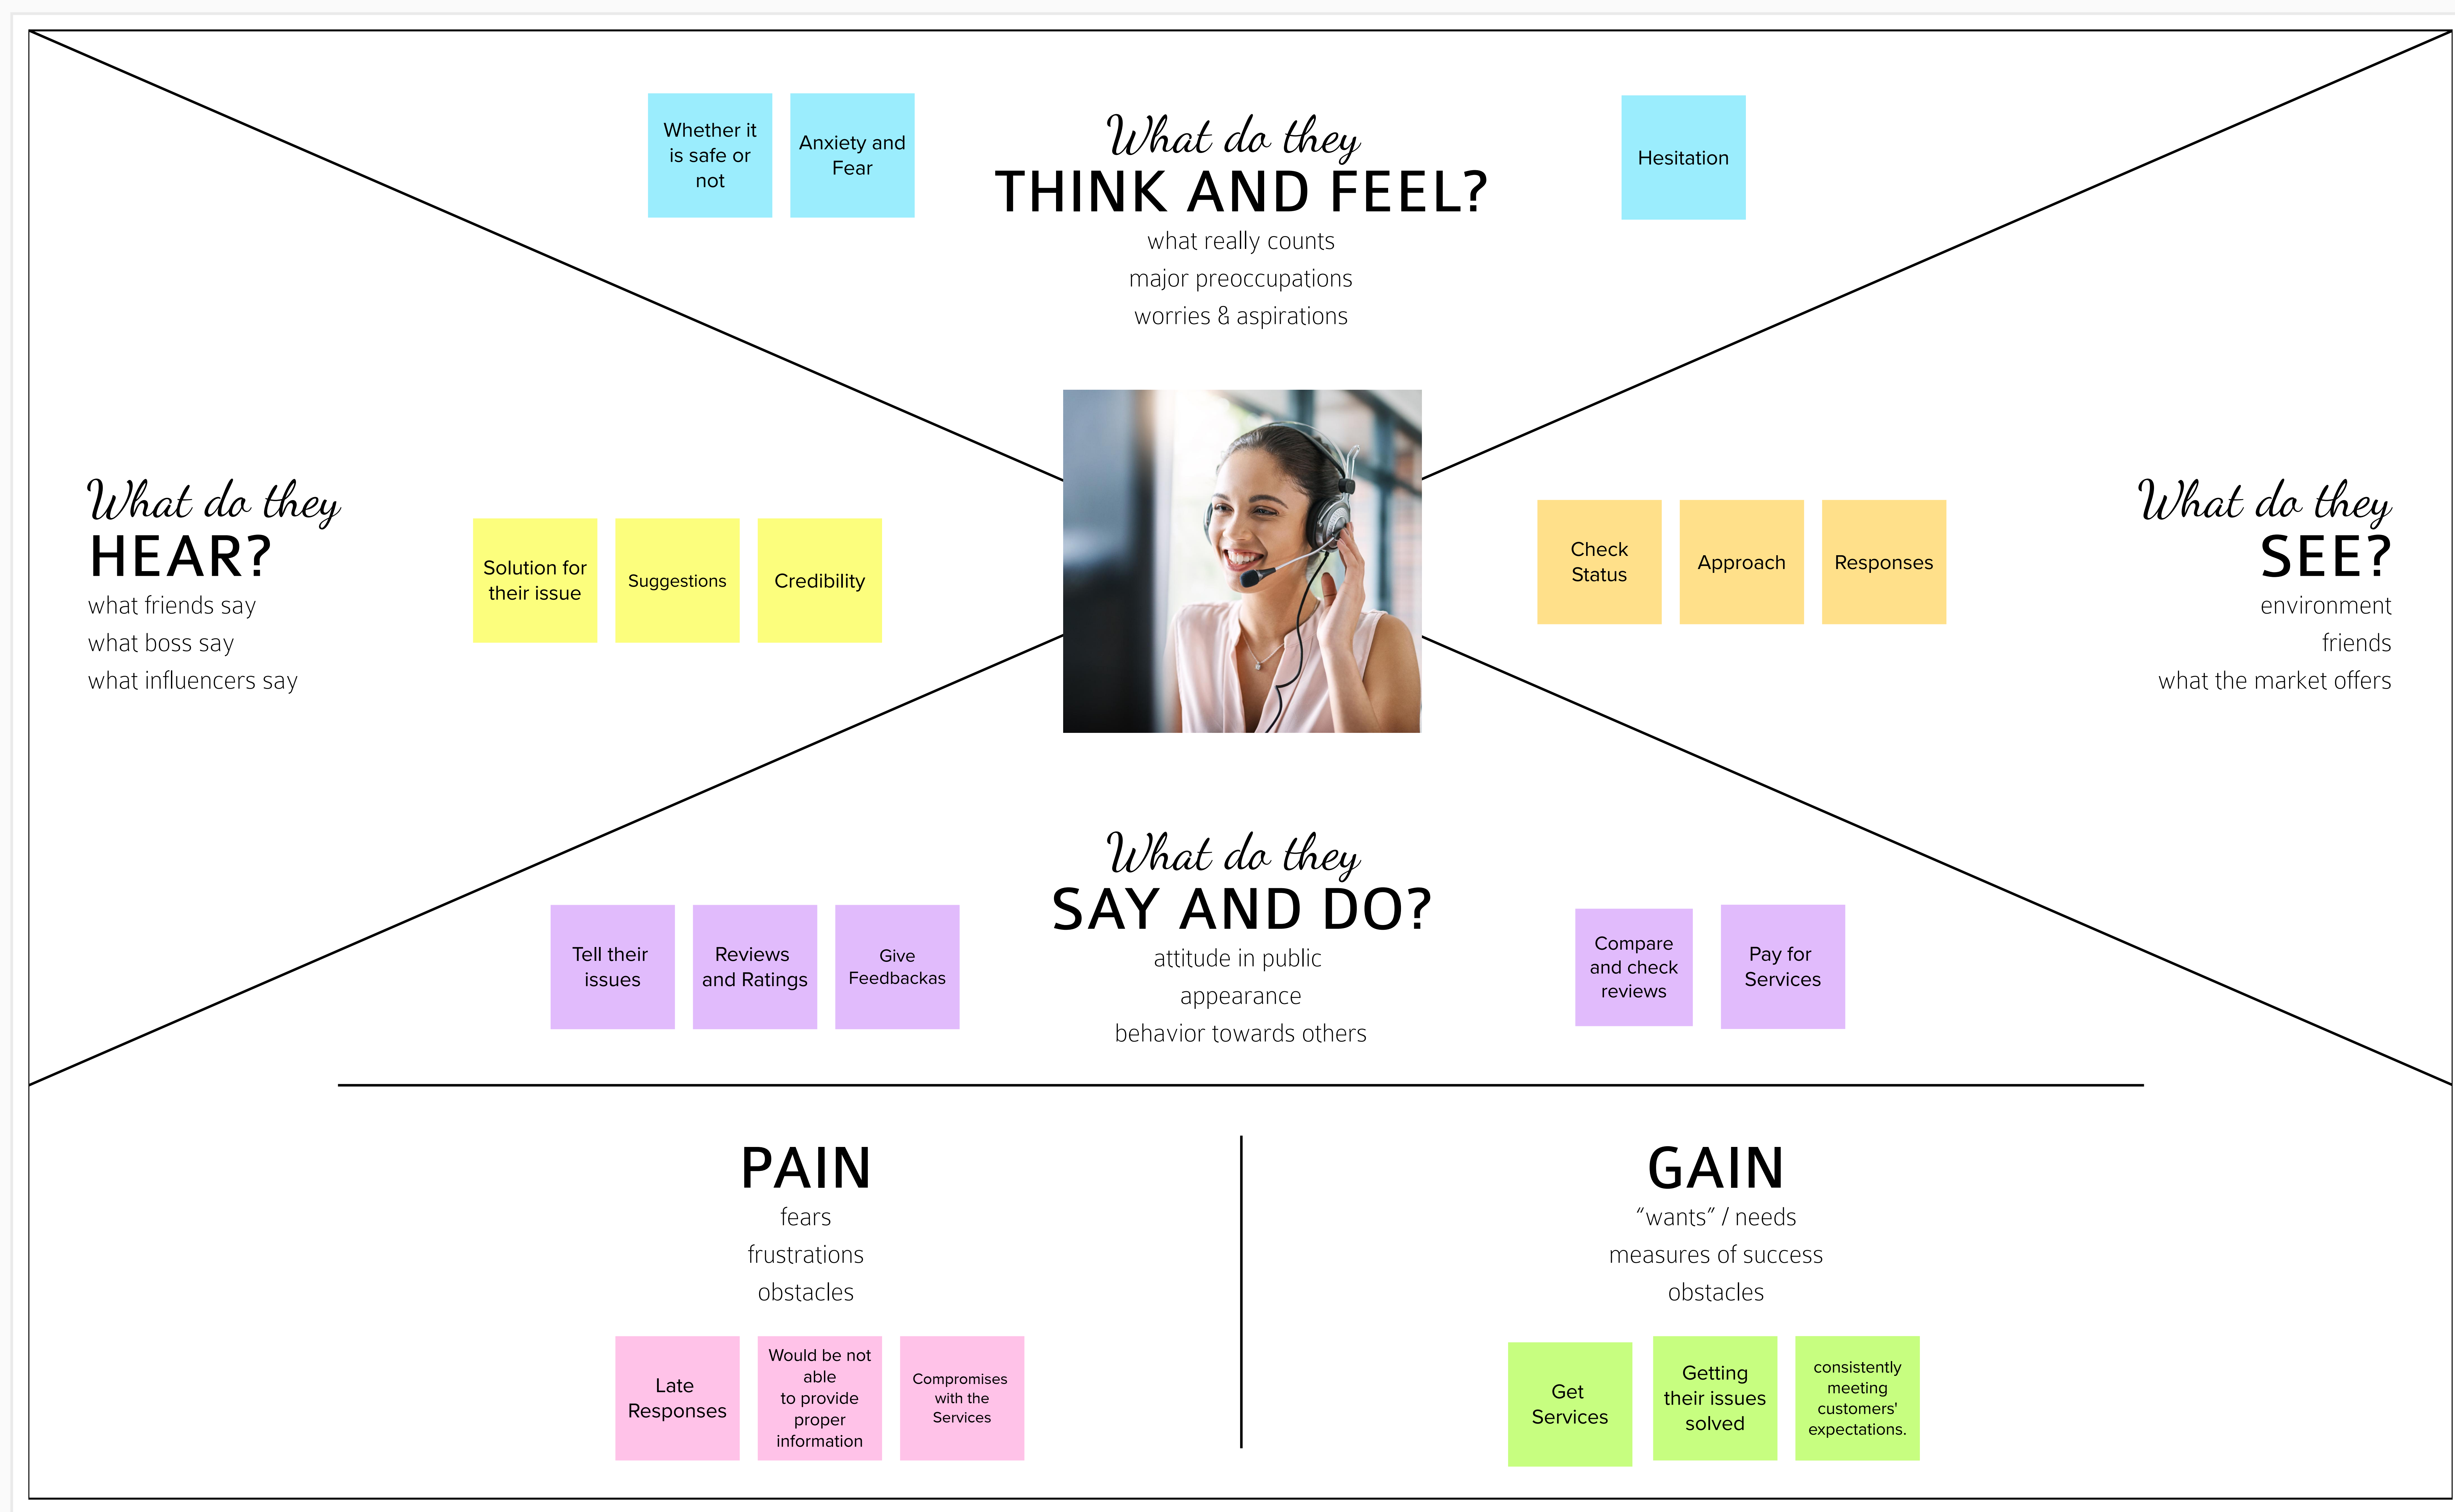 Whether it
is safe or
not
Anxiety and
Fear
What do they
THINK AND FEEL?
what really counts
major preoccupations
worries & aspirations
Hesitation
What do they
HEAR?
what friends say
what boss say
what influencers say
Solution for
their issue
Suggestions
Credibility
Check
Status
Approach
Responses
What do they
SEE?
environment
friends
what the market offers
What do they
SAY AND DO?
attitude in public
appearance
behavior towards others
Tell their
issues
Reviews
and Ratings
Give
Feedbackas
Compare
and check
reviews
Pay for
Services
PAIN
fears
frustrations
obstacles
Late
Responses
Would be not
able
to provide
proper
information
Compromises
with the
Services
GAIN
“wants” / needs
measures of success
obstacles
Get
Services
Getting
their issues
solved
consistently
meeting
customers'
expectations.